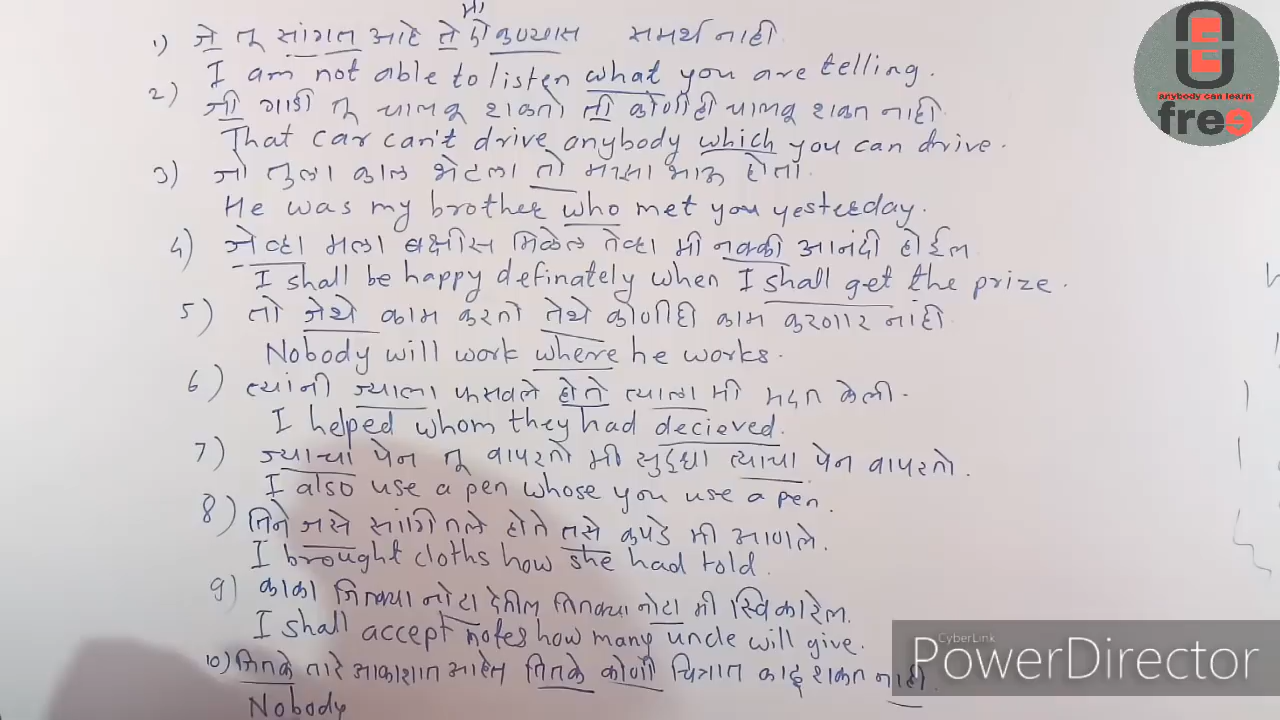 मी
1) जे तू सांगत आहे ते ऐकण्यास समर्थ नाही
I am not able to listen what you are telling.
2) जी गाडी तू चालवू शकतो ती कोणीही चालवू शकत नाही
That car can't drive anybody which you can drive.
3) जो तुला काल भेटला तो माझा भाऊ होता.
He was my brother who met you yesterday.
4) जेव्हा मला बक्षीस मिळेल तेव्हा मी नक्की आनंदी होईल
I shall be happy definately when I shall get the prize.
5) तो जेथे काम करतो तेथे कोणीही काम करणार नाही
Nobody will work where he works.
6) त्यांनी ज्याला फसवले होते त्याला मी मदत केली.
I helped whom they had decieved.
7) ज्याचा पेन तू वापरतो मी सुद्धा त्याचा पेन वापरतो.
I also use a pen whose you use a pen.
8) तिने जसे सांगितले होते तसे कपडे मी आणले.
I brought cloths how she had told.
9) काका जितक्या नोटा देतील तितक्या नोटा मी स्विकारेल.
I shall accept notes how many uncle will give.
10) जितके तारे आकाशात आहेत तितके कोणी चित्रात काढू शकत नाही.
Nobody
EE
anybody can learn
free
CyberLink
PowerDirector